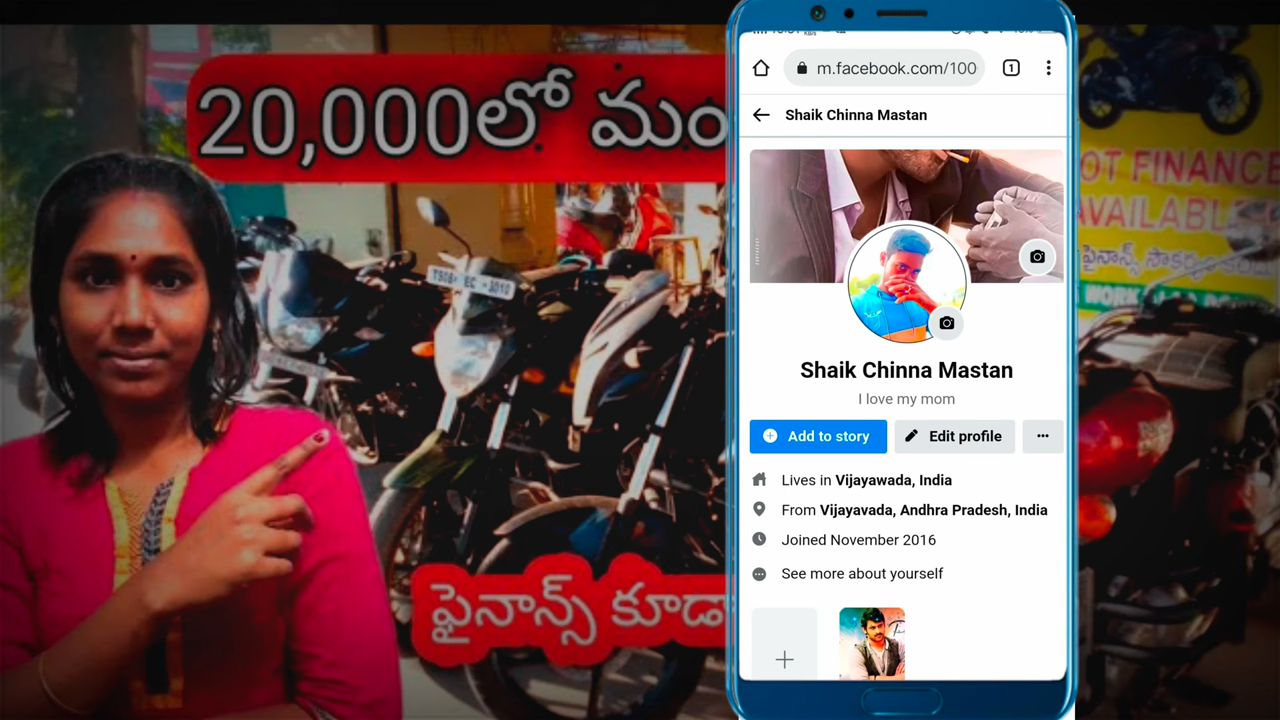 20,000లో మం
TS08 EC 3010
OT FINANCE
AVAILABL
ఫైనాన్స్ సౌకర్య
ఫైనాన్స్ కూడా
m.facebook.com/100
1
Shaik Chinna Mastan
Shaik Chinna Mastan
I love my mom
Add to story
Edit profile
Lives in Vijayawada, India
From Vijayavada, Andhra Pradesh, India
Joined November 2016
See more about yourself